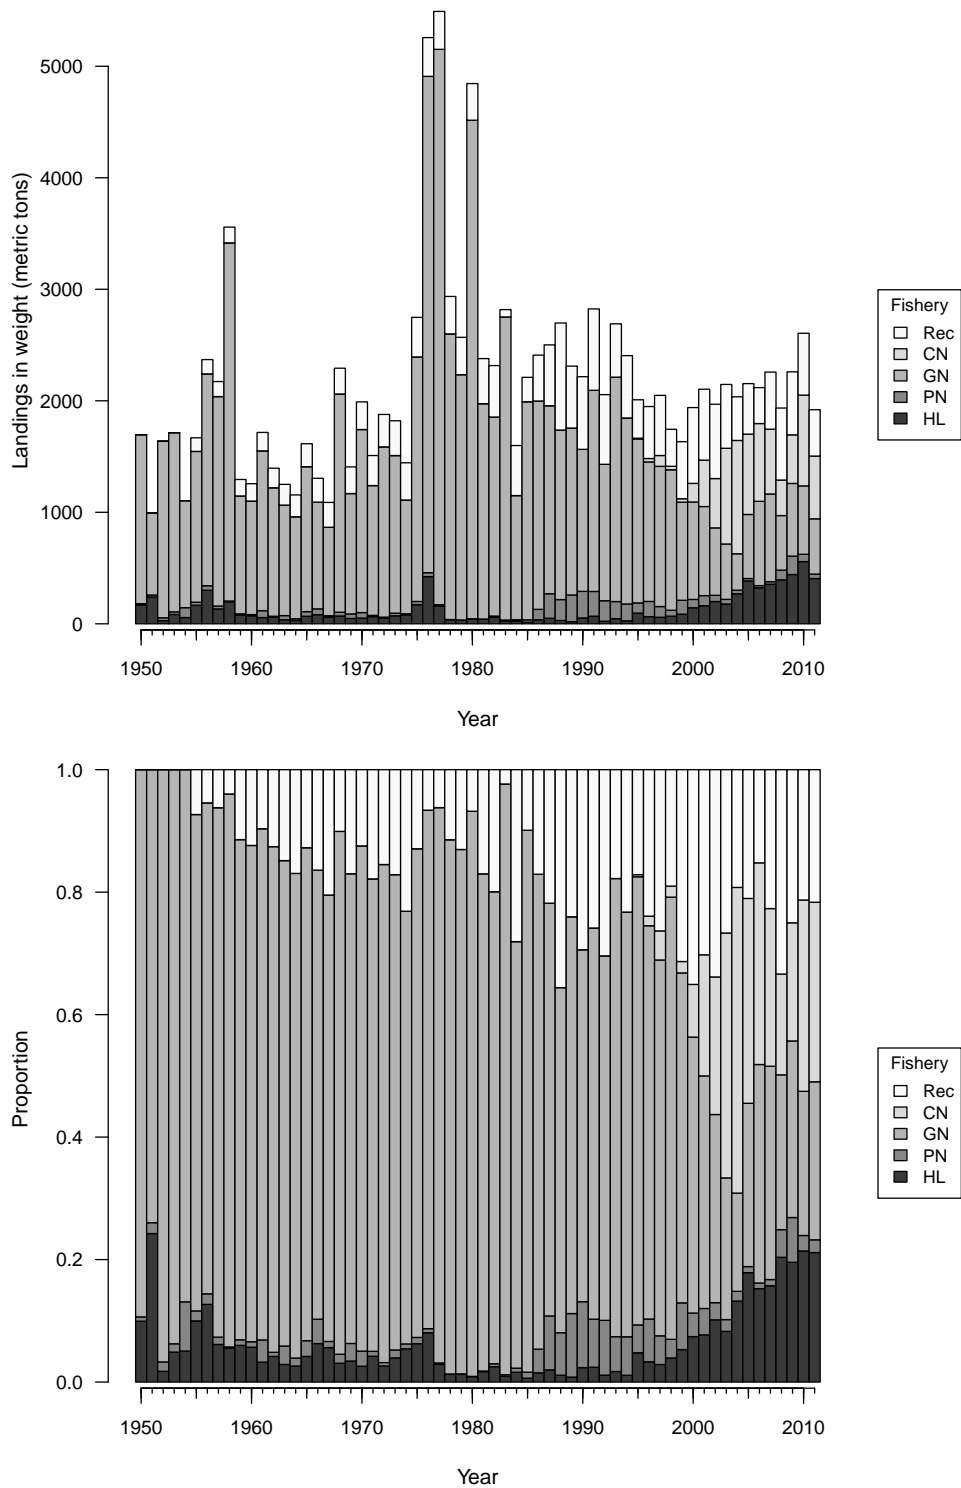 Landings in weight (metric tons)
5000
4000
3000
2000
1000
0
1950
1960
1970
1980
1990
2000
2010
Year
Fishery
Rec
CN
GN
PN
HL
Proportion
1.0
0.8
0.6
0.4
0.2
0.0
1950
1960
1970
1980
1990
2000
2010
Year
Fishery
Rec
CN
GN
PN
HL